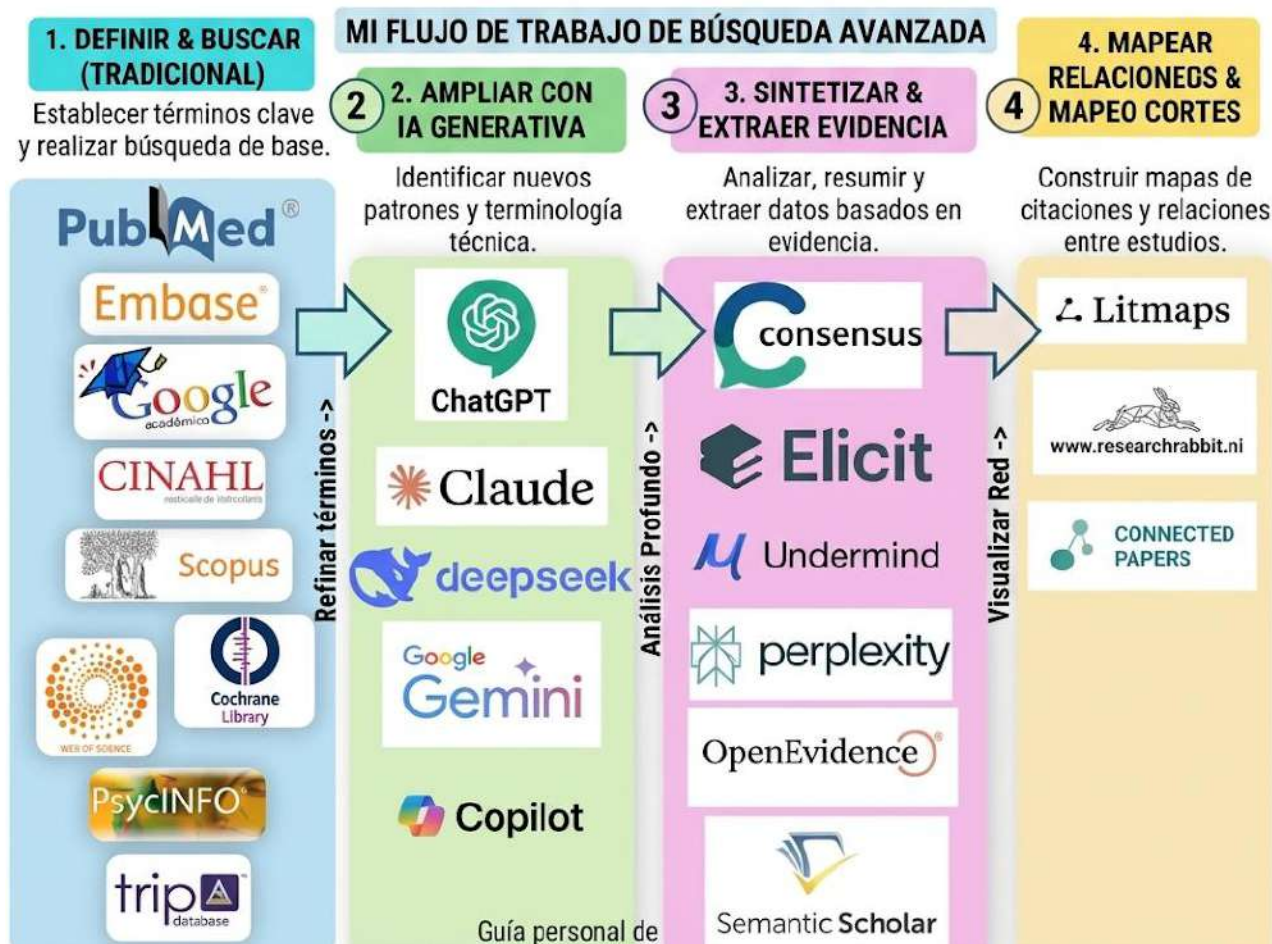 MI FLUJO DE TRABAJO DE BÚSQUEDA AVANZADA
1. DEFINIR & BUSCAR
(TRADICIONAL)
Establecer términos clave
y realizar búsqueda de base.
PubMed®
Embase®
Google
académico
CINAHL
Scopus
WEB OF SCIENCE
Cochrane
Library
PsycINFO®
trip
database
Refinar términos ->
2
2. AMPLIAR CON
IA GENERATIVA
Identificar nuevos
patrones y terminología
técnica.
ChatGPT
Claude
deepseek
Google
Gemini
Copilot
Guía personal de
Análisis Profundo ->
3
3. SINTETIZAR &
EXTRAER EVIDENCIA
Analizar, resumir y
extraer datos basados en
evidencia.
consensus
Elicit
Undermind
perplexity
OpenEvidence®
Semantic Scholar
Visualizar Red ->
4
4. MAPEAR
RELACIONEDS &
MAPEO CORTES
Construir mapas de
citaciones y relaciones
entre estudios.
Litmaps
www.researchrabbit.ni
CONNECTED
PAPERS